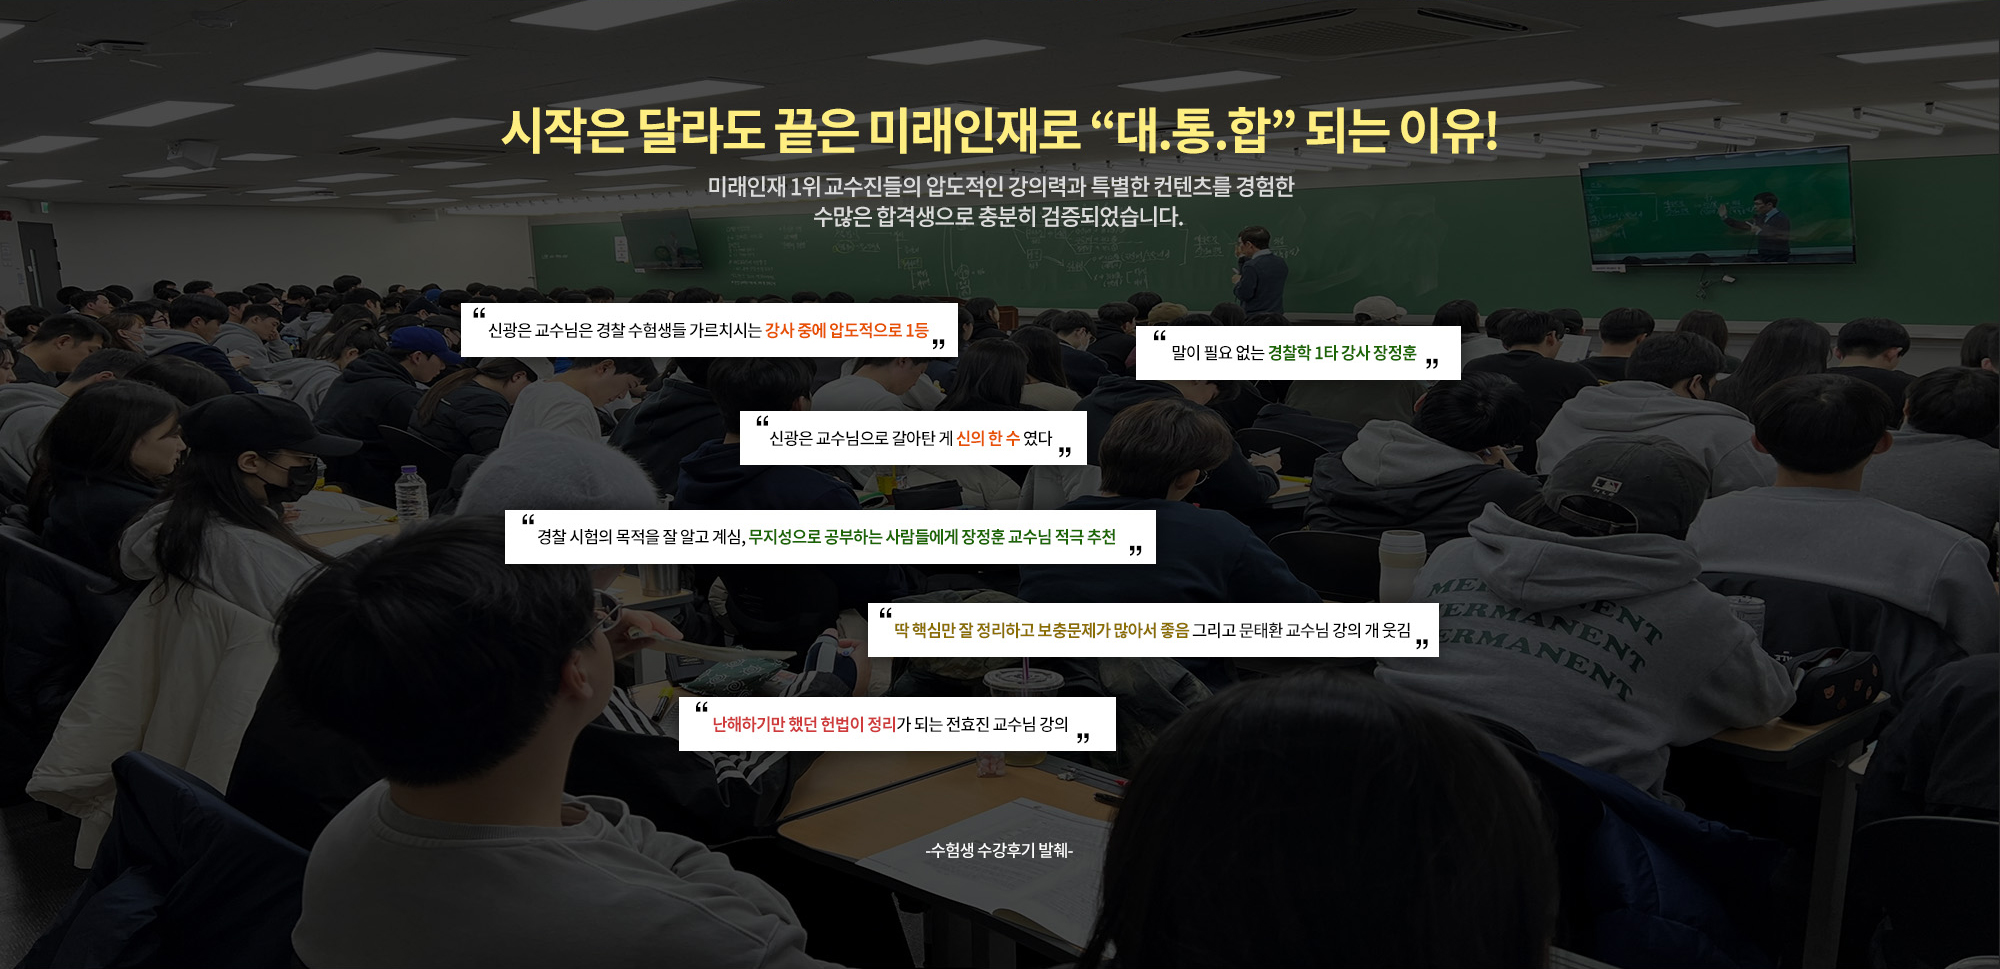 시작은 달라도 끝은 미래인재로 “대.통.합” 되는 이유!
미래인재 1위 교수진들의 압도적인 강의력과 특별한 컨텐츠를 경험한
수많은 합격생으로 충분히 검증되었습니다.
“신광은 교수님은 경찰 수험생들 가르치시는 강사 중에 압도적으로 1등”
“말이 필요 없는 경찰학 1타 강사 장정훈”
“신광은 교수님으로 갈아탄 게 신의 한 수 였다”
“경찰 시험의 목적을 잘 알고 계심, 무지성으로 공부하는 사람들에게 장정훈 교수님 적극 추천”
“딱 핵심만 잘 정리하고 보충문제가 많아서 좋음 그리고 문태환 교수님 강의 개 웃김”
PERMANENT
PERMANENT
“난해하기만 했던 헌법이 정리가 되는 전효진 교수님 강의”
-수험생 수강후기 발췌-